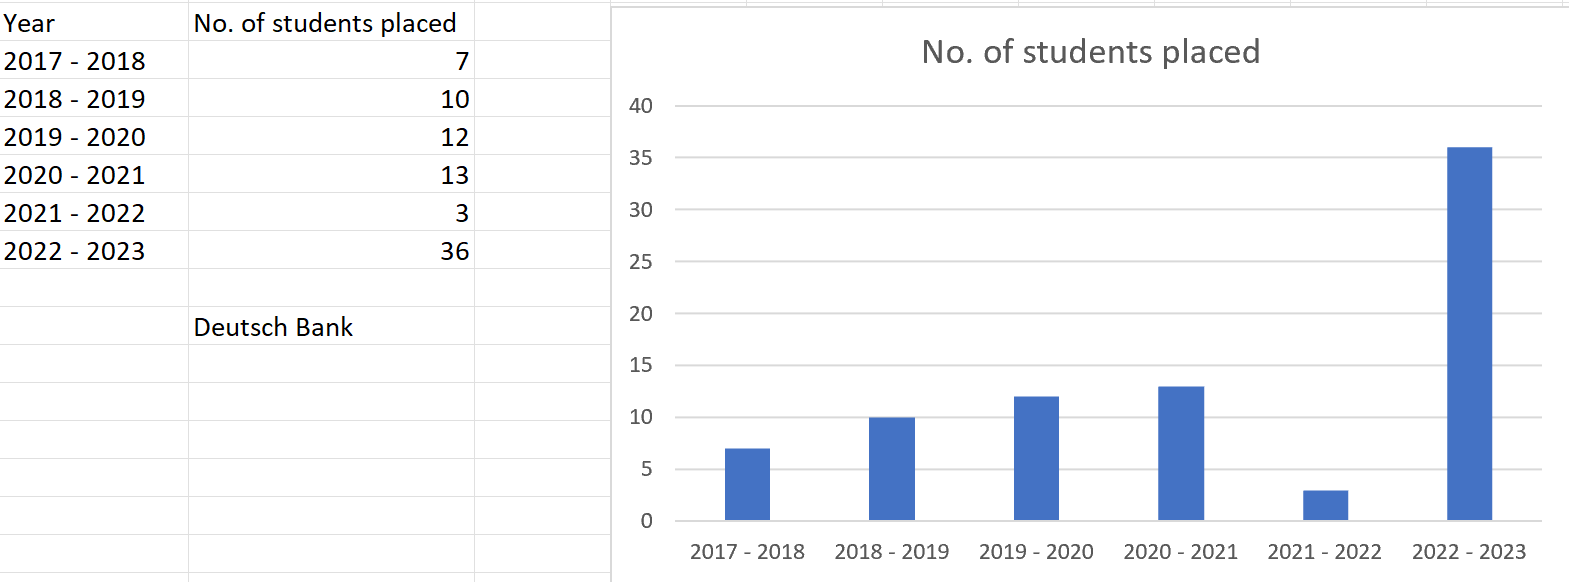 Year No. of students placed
2017 - 2018 7
2018 - 2019 10
2019 - 2020 12
2020 - 2021 13
2021 - 2022 3
2022 - 2023 36
Deutsch Bank
No. of students placed
40
35
30
25
20
15
10
5
0
2017 - 2018 2018 - 2019 2019 - 2020 2020 - 2021 2021 - 2022 2022 - 2023